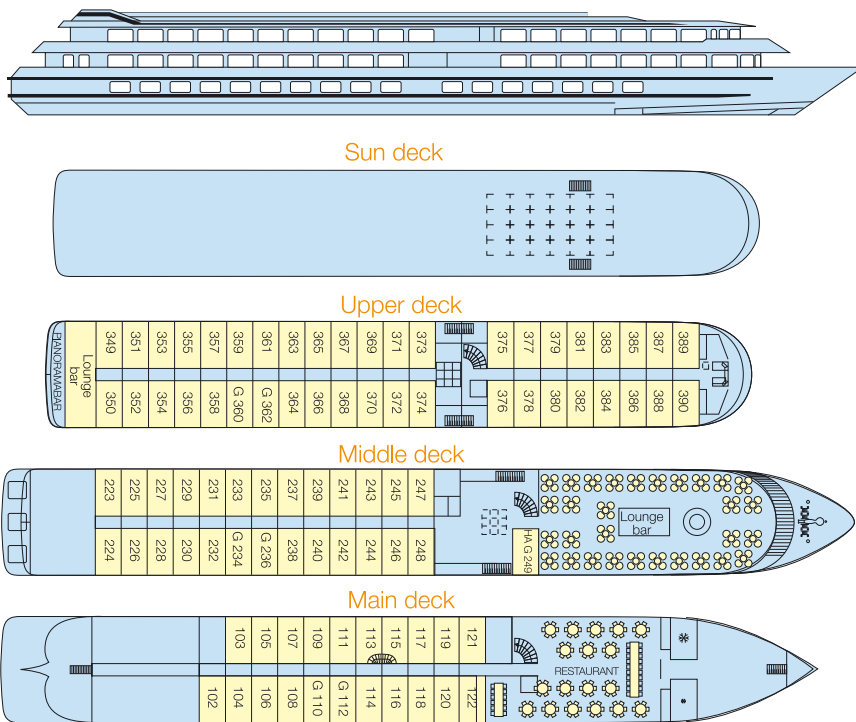 Sun deck
Upper deck
PIANORAMABAR
Lounge
bar
349 351 353 355 357 359 361 363 365 367 369 371 373 375 377 379 381 383 385 387 389
350 352 354 356 358 G 360 G 362 364 366 368 370 372 374 376 378 380 382 384 386 388 390
Middle deck
223 225 227 229 231 233 235 237 239 241 243 245 247
224 226 228 230 232 G 234 G 236 238 240 242 244 246 248
HA G 249
Lounge
bar
Main deck
103 105 107 109 111 113 115 117 119 121
102 104 106 108 G 110 G 112 114 116 118 120 122
RESTAURANT